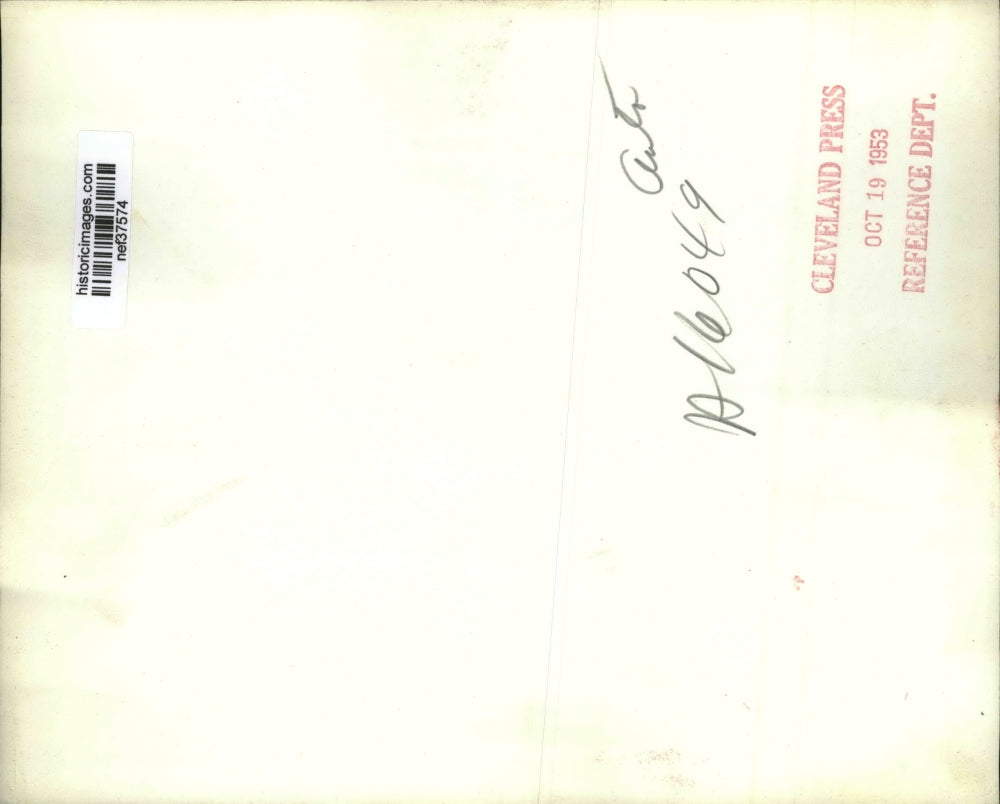 historicimages.com
nef37574
Auto
A16049
CLEVELAND PRESS
OCT 19 1953
REFERENCE DEPT.